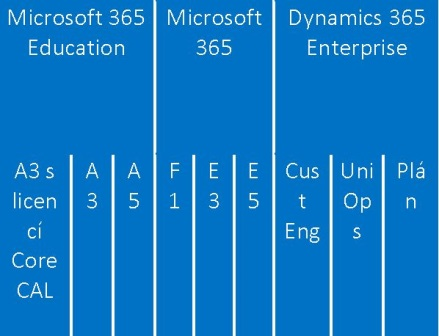 Microsoft 365
Education
Microsoft
365
Dynamics 365
Enterprise
A3 s
licen
cí
Core
CAL
A
3
A
5
F
1
E
3
E
5
Cus
t
Eng
Uni
Op
s
Plá
n